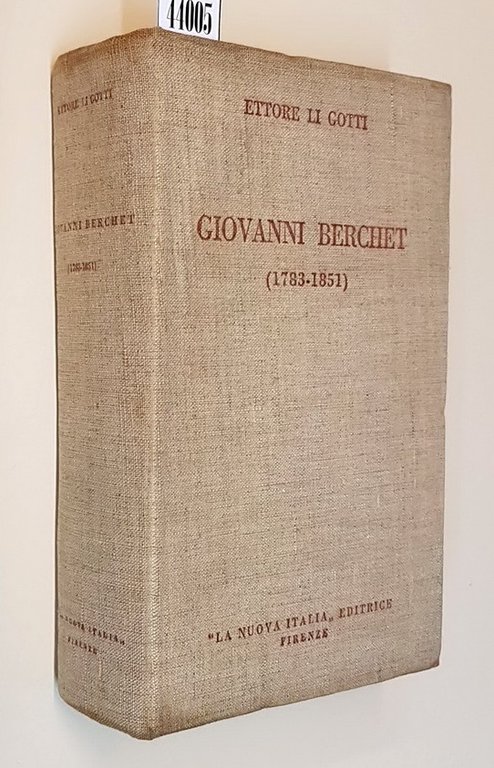 44005
ETTORE LI GOTTI
GIOVANNI BERCHET
(1783-1851)
"LA NUOVA ITALIA„ EDITRICE
FIRENZE
ETTORE LI GOTTI
GIOVANNI BERCHET
(1783-1851)
"LA NUOVA ITALIA„
FIRENZE